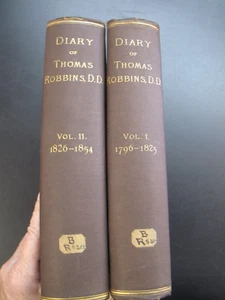 DIARY
OF
THOMAS
ROBBINS, D.D.
VOL. II.
1826–1854
B
DIARY
OF
THOMAS
ROBBINS, D.D.
VOL. I.
1796–1825
B